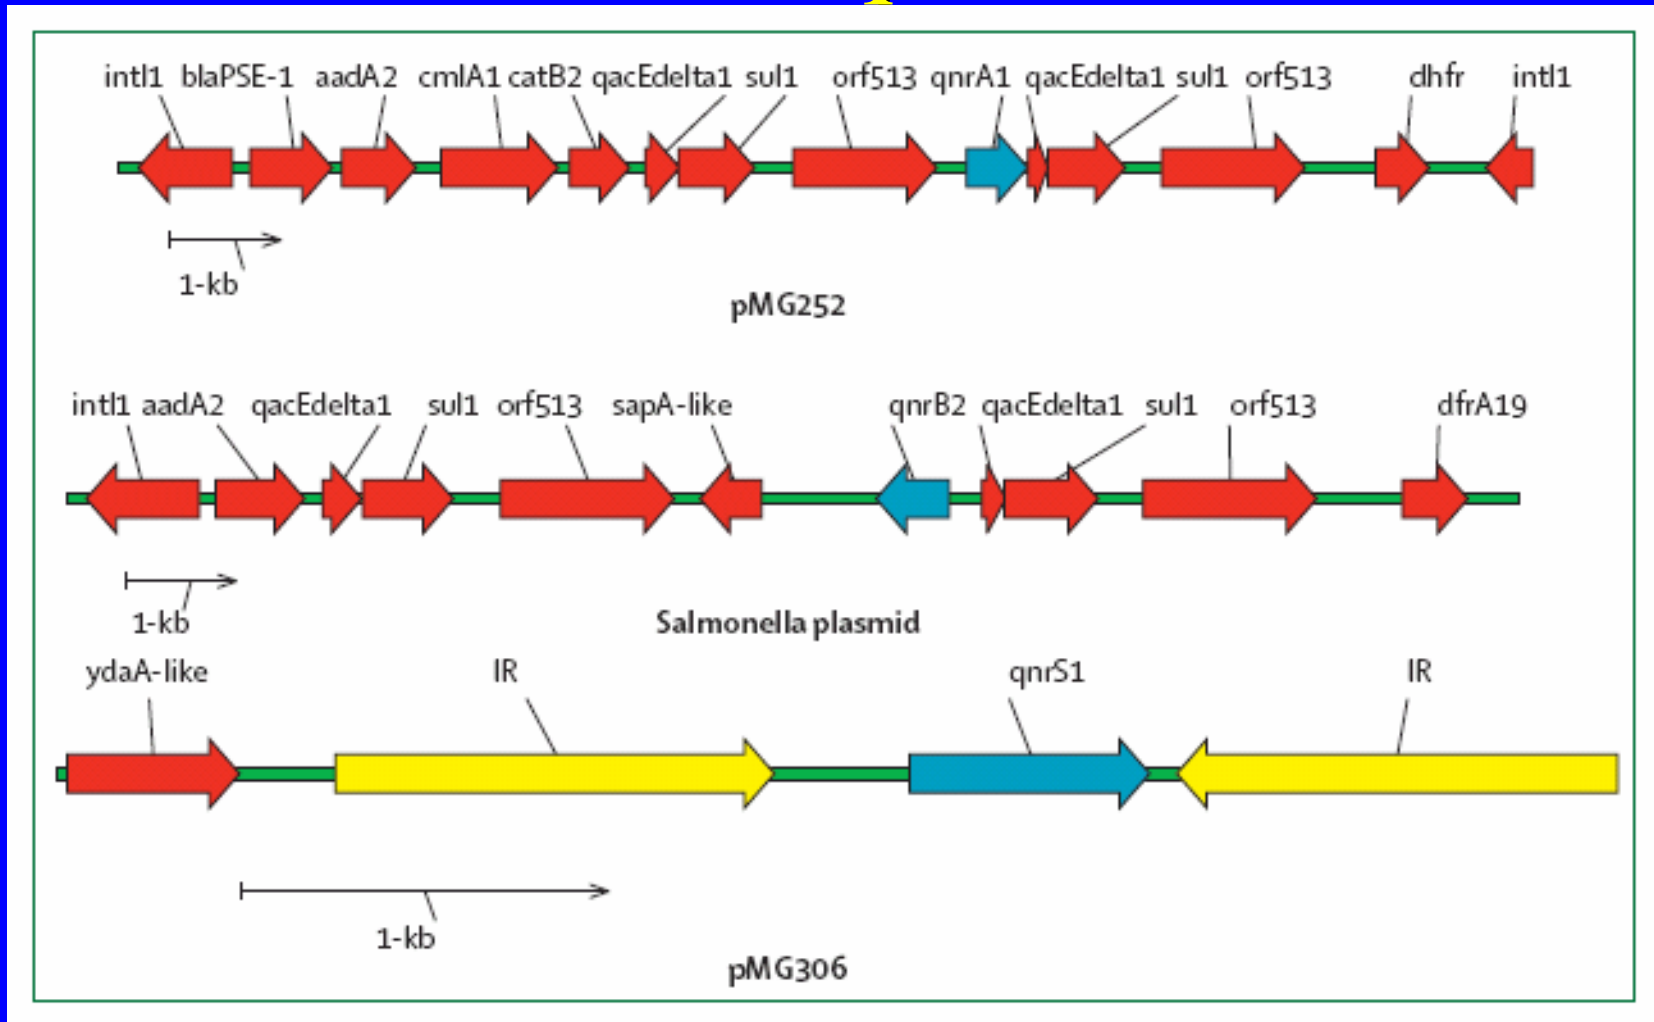 intI1 blaPSE-1 aadA2 cmlA1 catB2 qacEdelta1 sul1 orf513 qnrA1 qacEdelta1 sul1 orf513 dhfr intI1
1-kb
pMG252
intI1 aadA2 qacEdelta1 sul1 orf513 sapA-like qnrB2 qacEdelta1 sul1 orf513 dfrA19
1-kb
Salmonella plasmid
ydaA-like IR qnrS1 IR
1-kb
pMG306